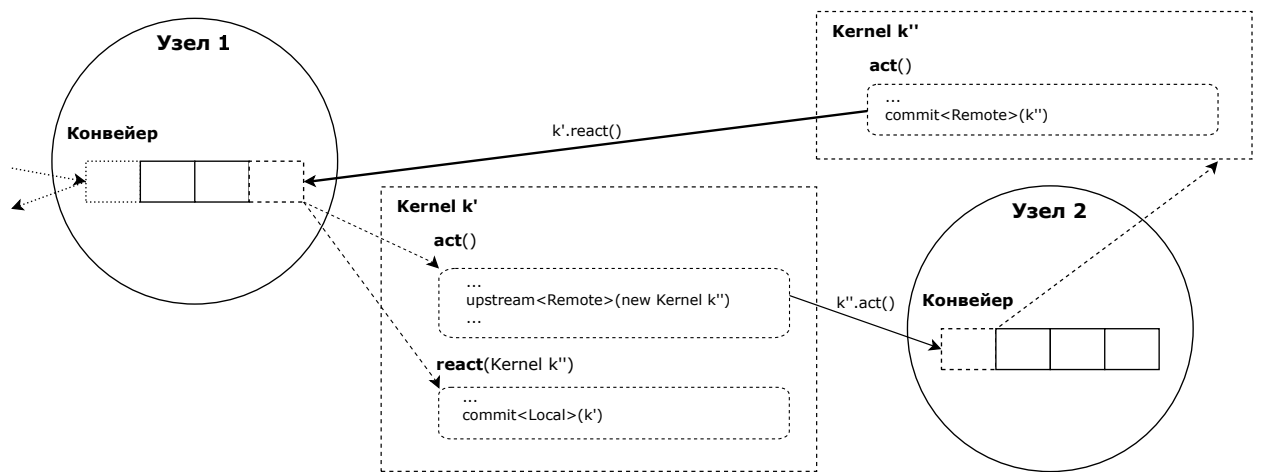 Узел 1
Конвейер
Kernel k''
act()
...
commit<Remote>(k'')
k'.react()
Kernel k'
act()
...
upstream<Remote>(new Kernel k'')
...
react(Kernel k'')
...
commit<Local>(k')
k''.act()
Узел 2
Конвейер